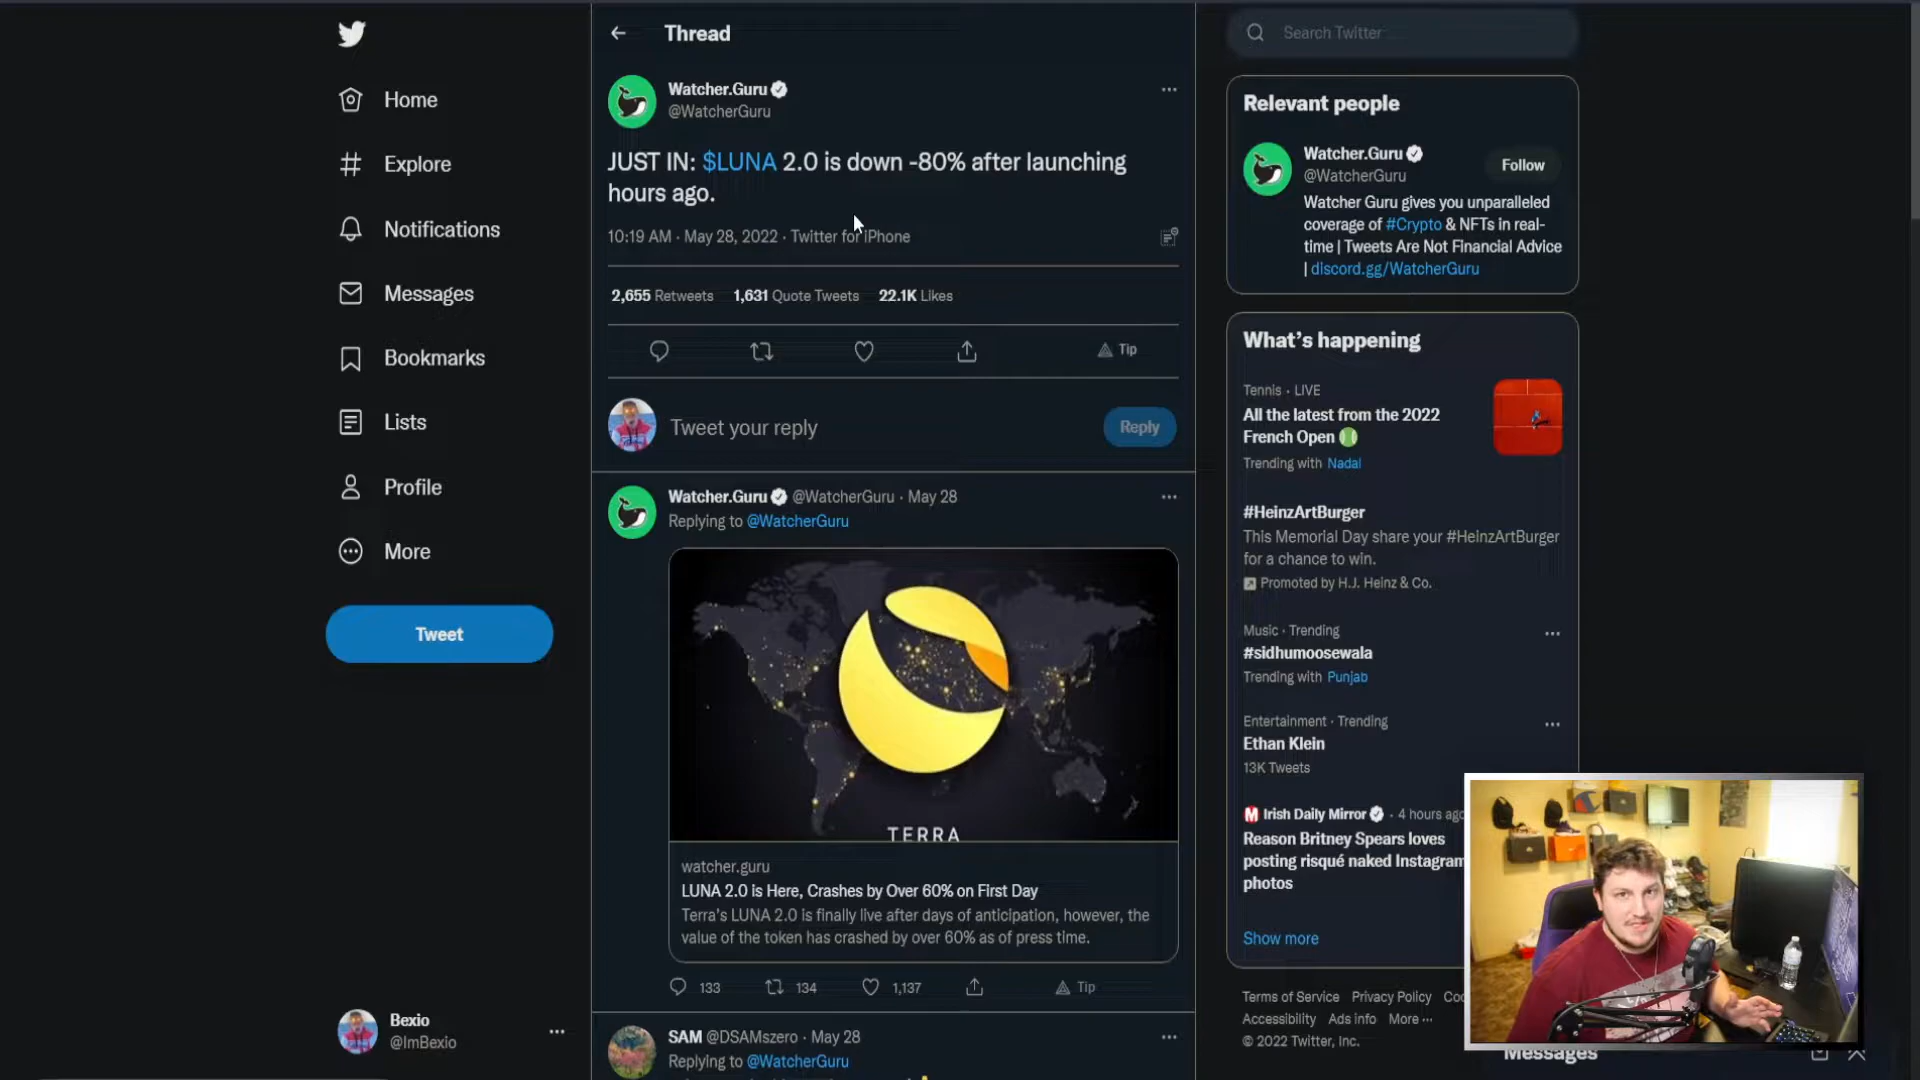 Home
Explore
Notifications
Messages
Bookmarks
Lists
Profile
More
Tweet
Bexio
@ImBexio
Thread
Watcher.Guru
@WatcherGuru
JUST IN: $LUNA 2.0 is down -80% after launching
hours ago.
10:19 AM · May 28, 2022 · Twitter for iPhone
2,655 Retweets 1,631 Quote Tweets 22.1K Likes
Tip
Tweet your reply
Reply
Watcher.Guru @WatcherGuru · May 28
Replying to @WatcherGuru
TERRA
watcher.guru
LUNA 2.0 is Here, Crashes by Over 60% on First Day
Terra's LUNA 2.0 is finally live after days of anticipation, however, the
value of the token has crashed by over 60% as of press time.
133 134 1,137 Tip
SAM @DSAMszero · May 28
Replying to @WatcherGuru
Search Twitter
Relevant people
Watcher.Guru
@WatcherGuru
Follow
Watcher Guru gives you unparalleled
coverage of #Crypto & NFTs in real-
time | Tweets Are Not Financial Advice
| discord.gg/WatcherGuru
What's happening
Tennis · LIVE
All the latest from the 2022
French Open
Trending with Nadal
#HeinzArtBurger
This Memorial Day share your #HeinzArtBurger
for a chance to win.
Promoted by H.J. Heinz & Co.
Music · Trending
#sidhumoosewala
Trending with Punjab
Entertainment · Trending
Ethan Klein
13K Tweets
Irish Daily Mirror · 4 hours ago
Reason Britney Spears loves
posting risqué naked Instagram
photos
Show more
Terms of Service Privacy Policy Coo
Accessibility Ads info More
© 2022 Twitter, Inc.
Messages